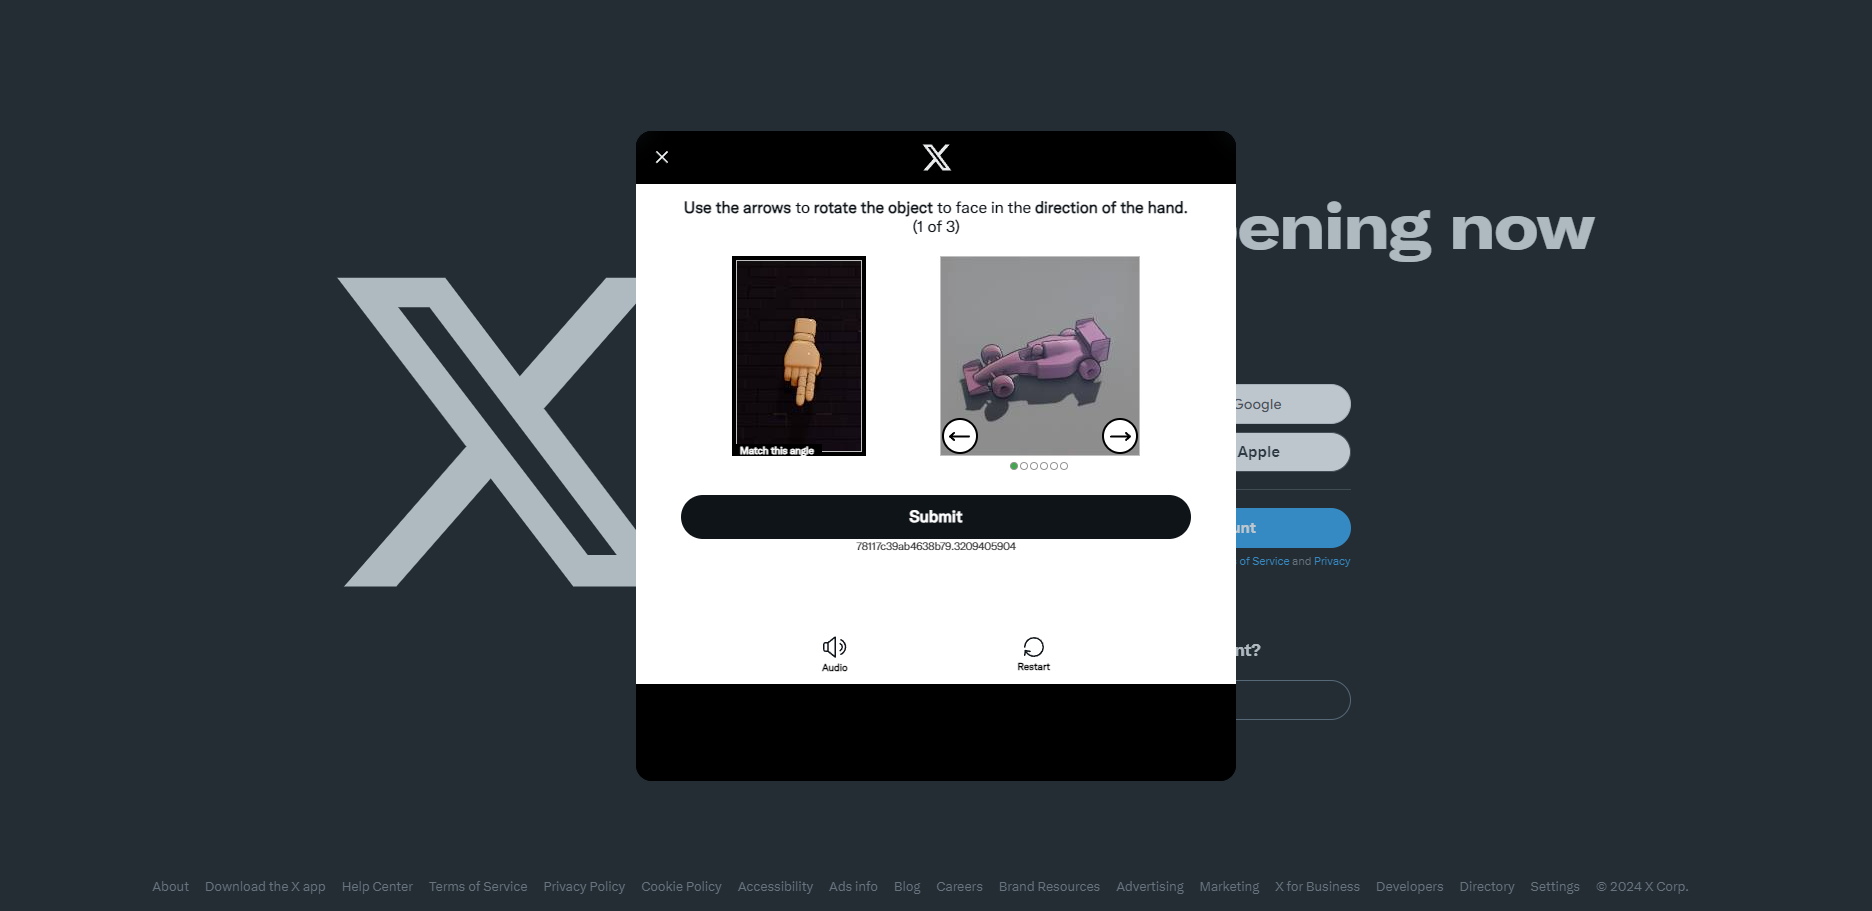 Use the arrows to rotate the object to face in the direction of the hand.
(1 of 3)
Match this angle
Submit
78117c39ab4638b79.3209405904
Audio
Restart
pening now
Google
Apple
unt
of Service and Privacy
nt?
About Download the X app Help Center Terms of Service Privacy Policy Cookie Policy Accessibility Ads info Blog Careers Brand Resources Advertising Marketing X for Business Developers Directory Settings © 2024 X Corp.